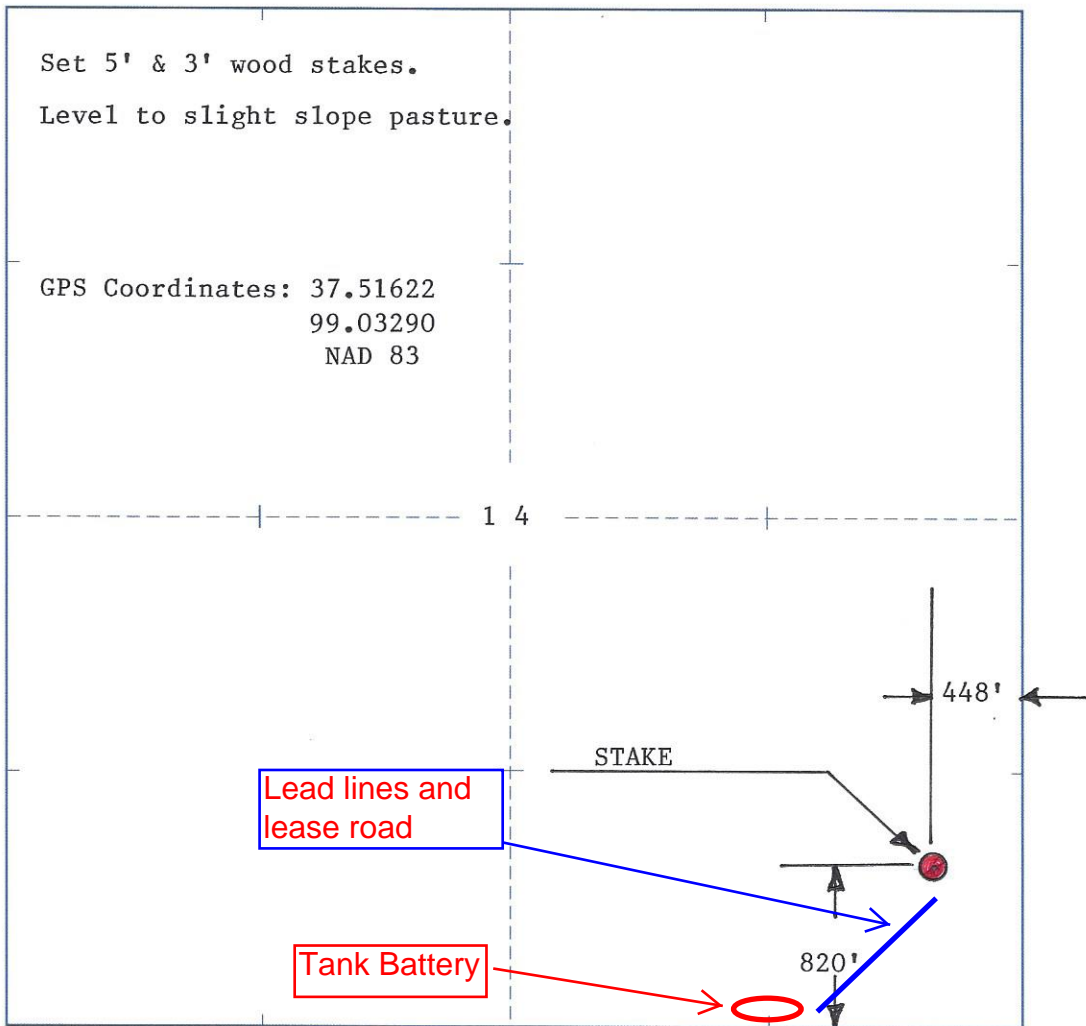 Set 5' & 3' wood stakes.
Level to slight slope pasture.
GPS Coordinates: 37.51622
99.03290
NAD 83
1 4
448'
STAKE
Lead lines and
lease road
820'
Tank Battery